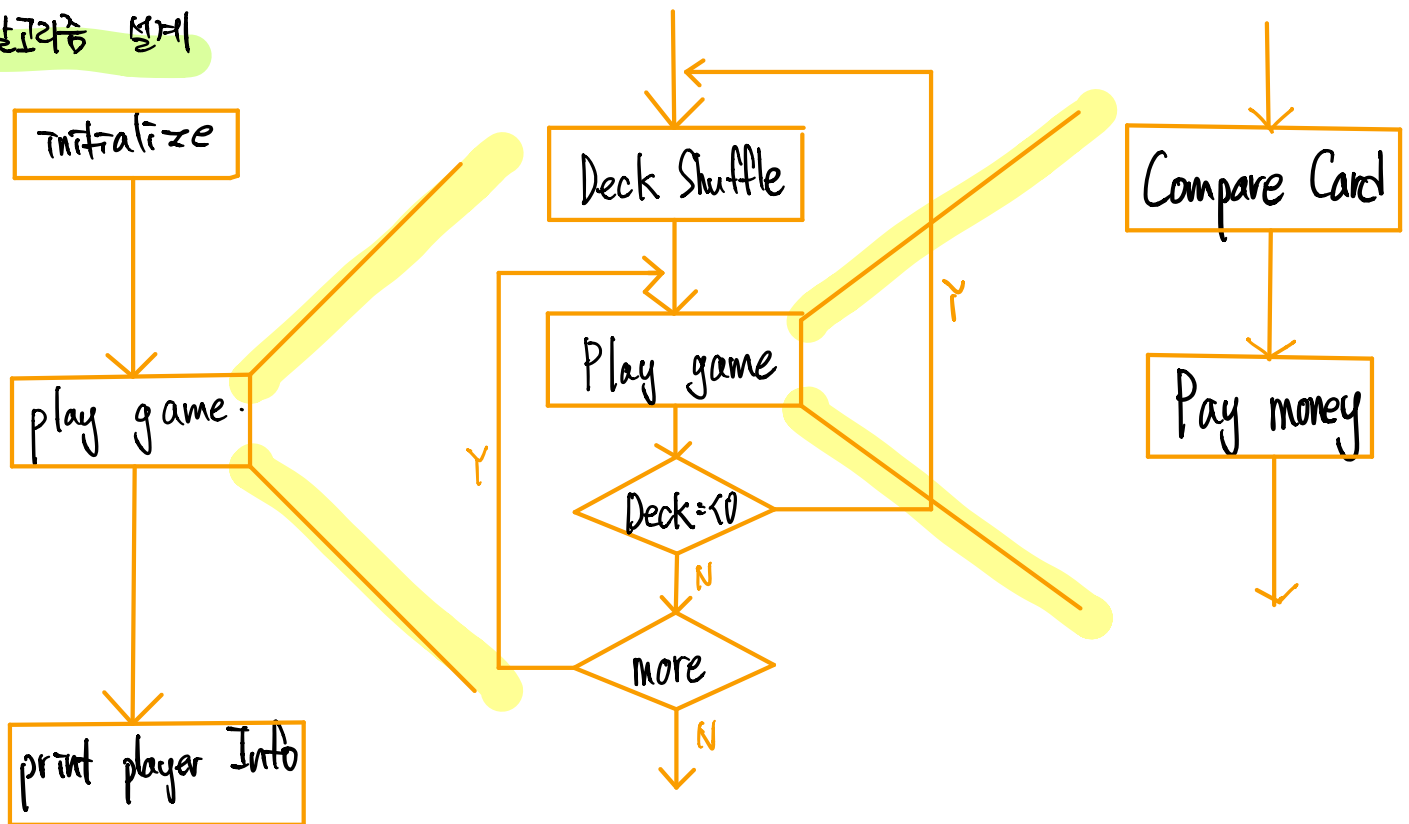 알고리즘 설계
initialize
play game.
print player Info
Deck Shuffle
Play game
Deck=<0
Y
N
more
Y
N
Compare Card
Pay money